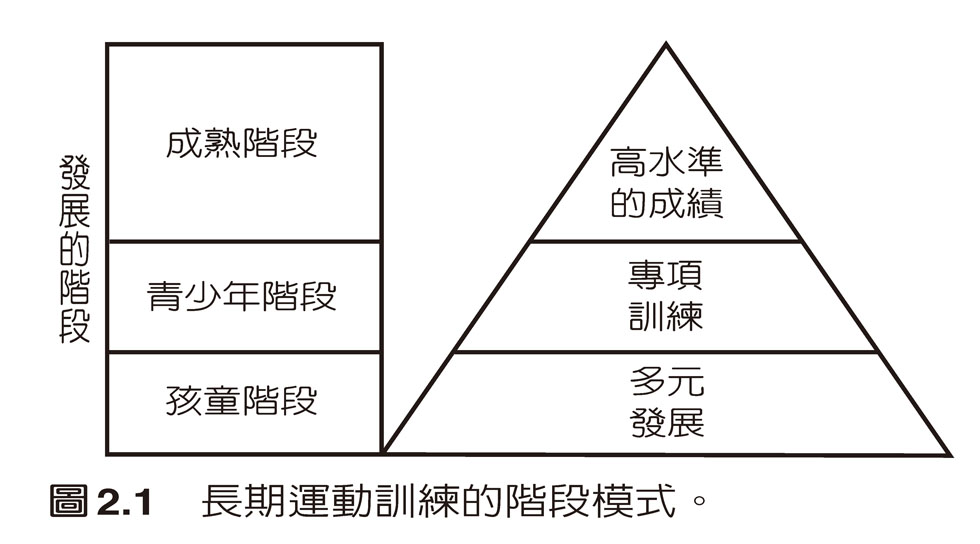 發展的階段
成熟階段
青少年階段
孩童階段
高水準
的成績
專項
訓練
多元
發展
圖2.1 長期運動訓練的階段模式。